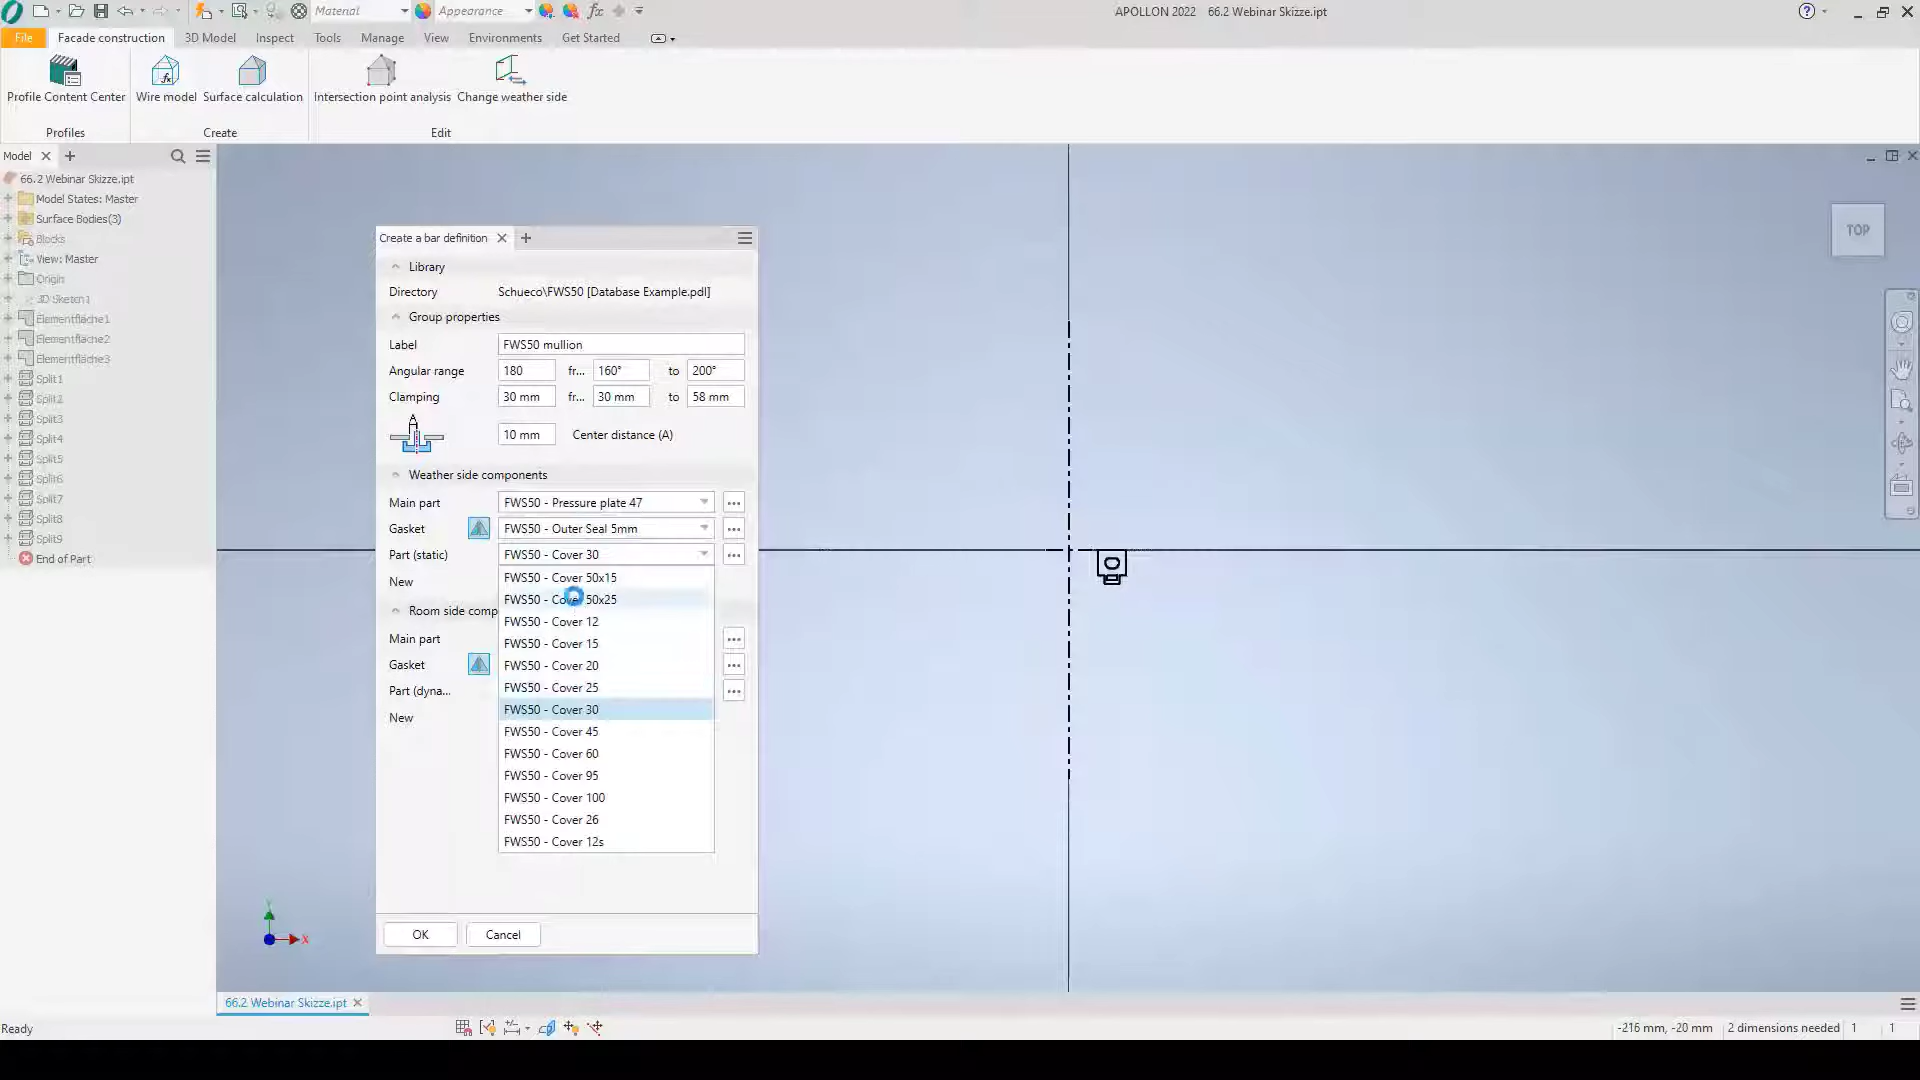 Material
Appearance
APOLLON 2022 66.2 Webinar Skizze.ipt
File
Facade construction
3D Model
Inspect
Tools
Manage
View
Environments
Get Started
Profile Content Center
Wire model
Surface calculation
Intersection point analysis
Change weather side
Profiles
Create
Edit
Model
66.2 Webinar Skizze.ipt
Model States: Master
Surface Bodies(3)
Blocks
View: Master
Origin
3D Sketch1
Elementfläche1
Elementfläche2
Elementfläche3
Split1
Split2
Split3
Split4
Split5
Split6
Split7
Split8
Split9
End of Part
TOP
Create a bar definition
Library
Directory Schueco\FWS50 [Database Example.pdl]
Group properties
Label FWS50 mullion
Angular range 180 fr... 160° to 200°
Clamping 30 mm fr... 30 mm to 58 mm
A
10 mm Center distance (A)
Weather side components
Main part FWS50 - Pressure plate 47
Gasket FWS50 - Outer Seal 5mm
Part (static) FWS50 - Cover 30
New
FWS50 - Cover 50x15
FWS50 - Cover 50x25
FWS50 - Cover 12
FWS50 - Cover 15
FWS50 - Cover 20
FWS50 - Cover 25
FWS50 - Cover 30
FWS50 - Cover 45
FWS50 - Cover 60
FWS50 - Cover 95
FWS50 - Cover 100
FWS50 - Cover 26
FWS50 - Cover 12s
Room side comp
Main part
Gasket
Part (dyna...
New
OK
Cancel
X
66.2 Webinar Skizze.ipt
Ready
-216 mm, -20 mm 2 dimensions needed 1 1